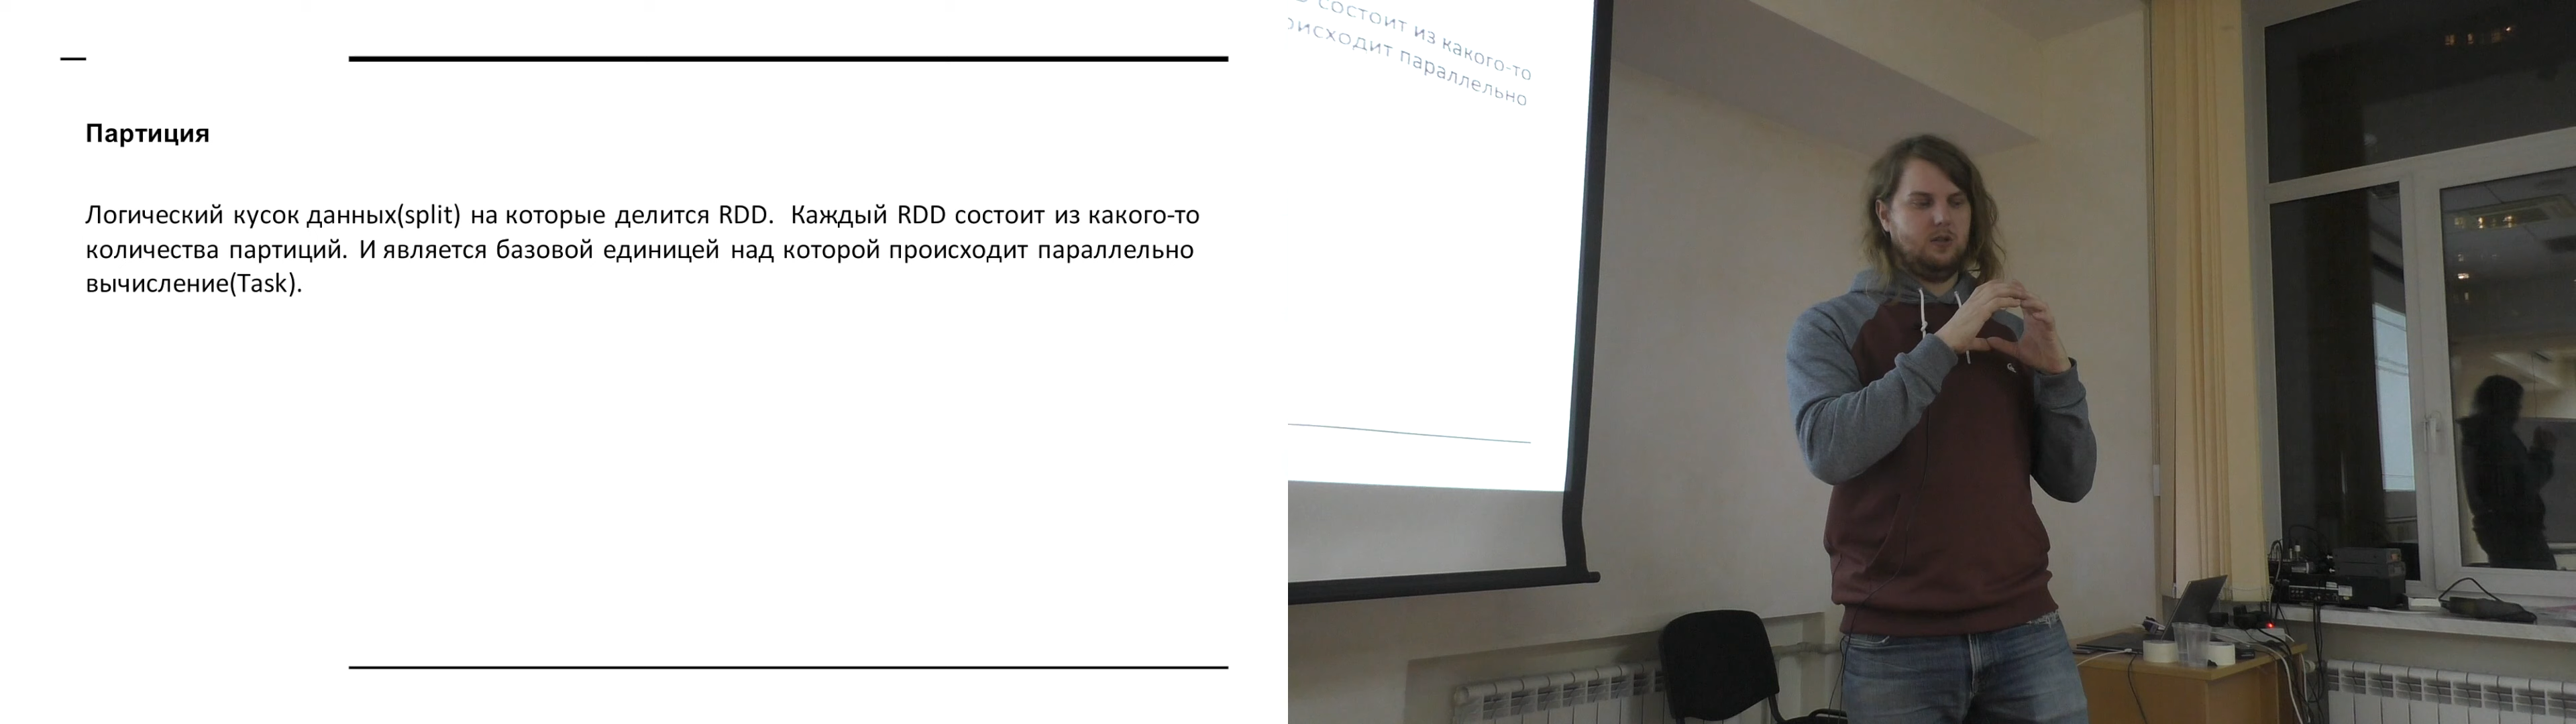 Партиция
Логический кусок данных(split) на которые делится RDD. Каждый RDD состоит из какого-то
количества партиций. И является базовой единицей над которой происходит параллельно
вычисление(Task).
состоит из какого-то
происходит параллельно